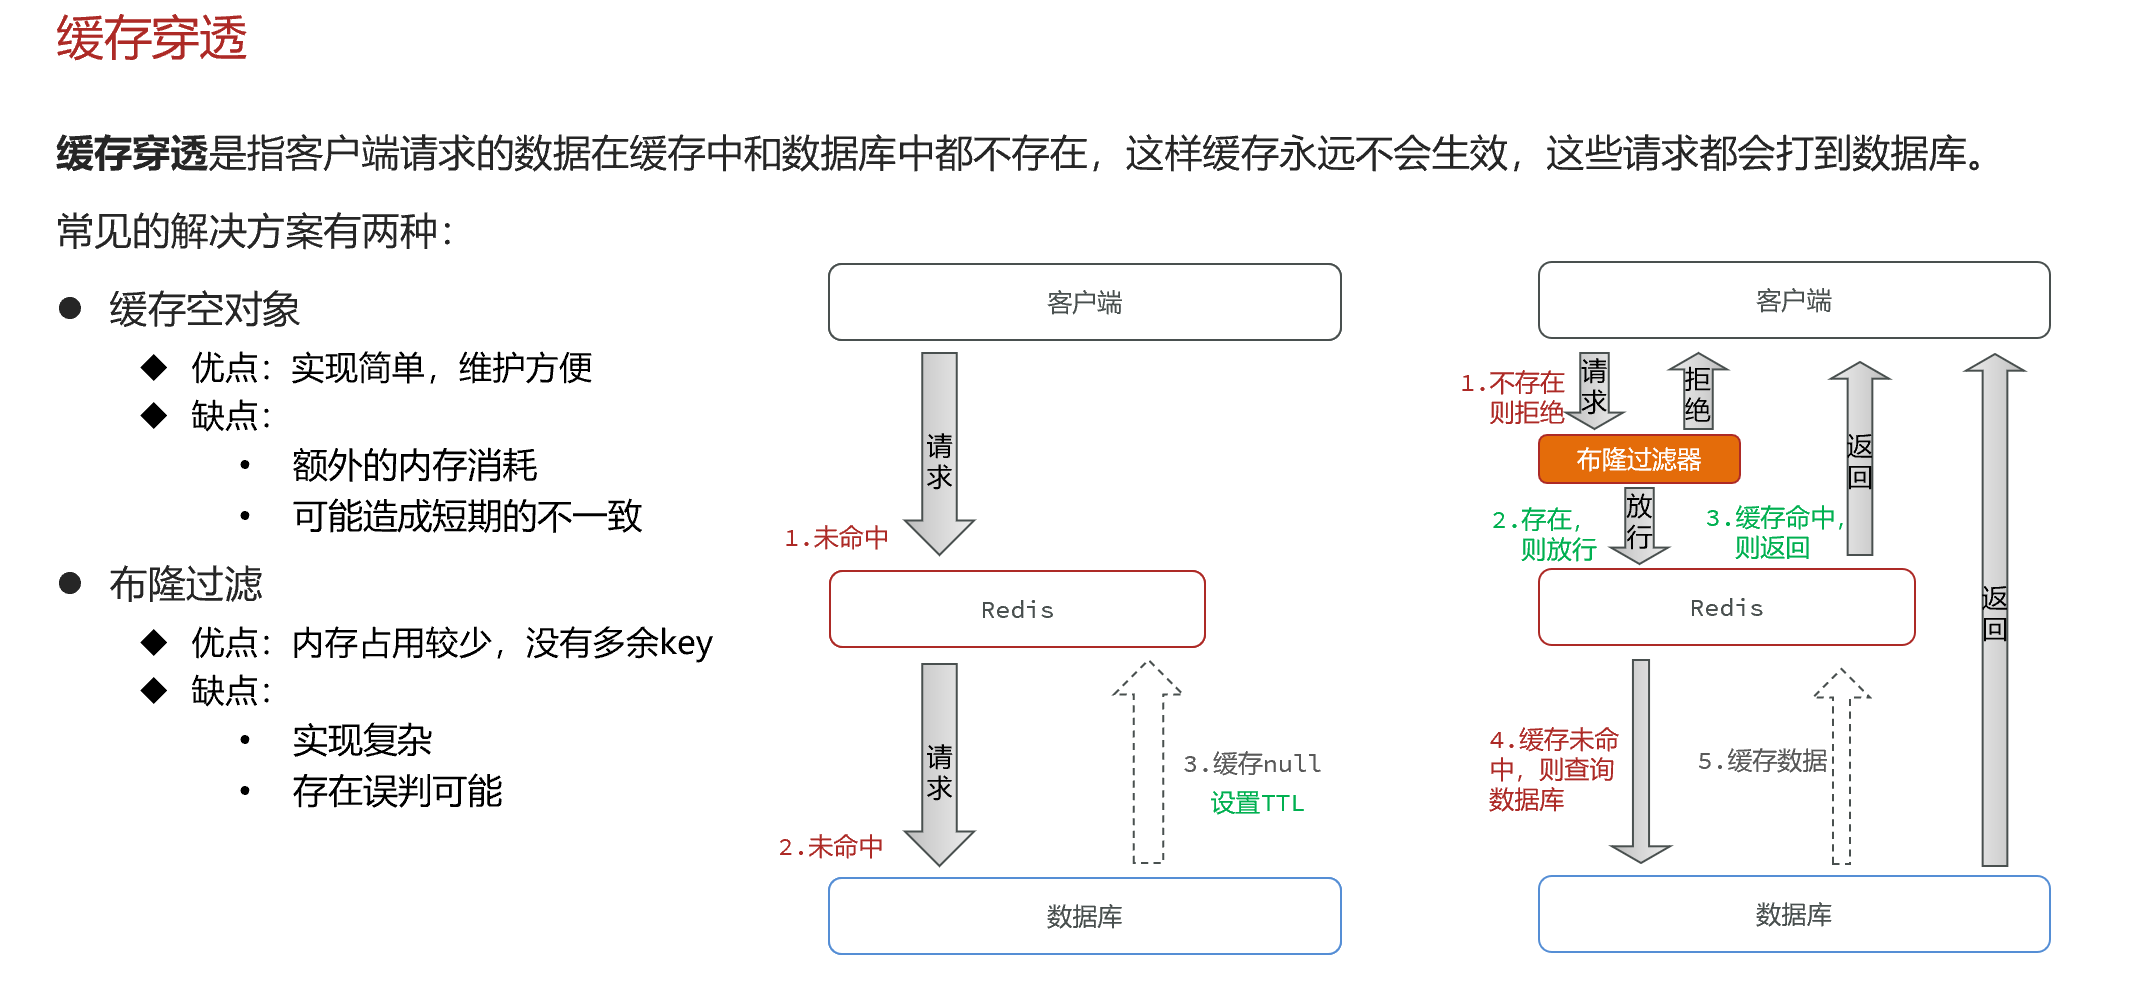 缓存穿透
缓存穿透是指客户端请求的数据在缓存中和数据库中都不存在，这样缓存永远不会生效，这些请求都会打到数据库。
常见的解决方案有两种：
● 缓存空对象
◆ 优点：实现简单，维护方便
◆ 缺点：
• 额外的内存消耗
• 可能造成短期的不一致
● 布隆过滤
◆ 优点：内存占用较少，没有多余key
◆ 缺点：
• 实现复杂
• 存在误判可能
客户端
请求
1.未命中
Redis
请求
2.未命中
3.缓存null
设置TTL
数据库
客户端
1.不存在
则拒绝
请求
拒绝
布隆过滤器
2.存在，
则放行
放行
3.缓存命中，
则返回
返回
Redis
返回
4.缓存未命
中，则查询
数据库
5.缓存数据
数据库